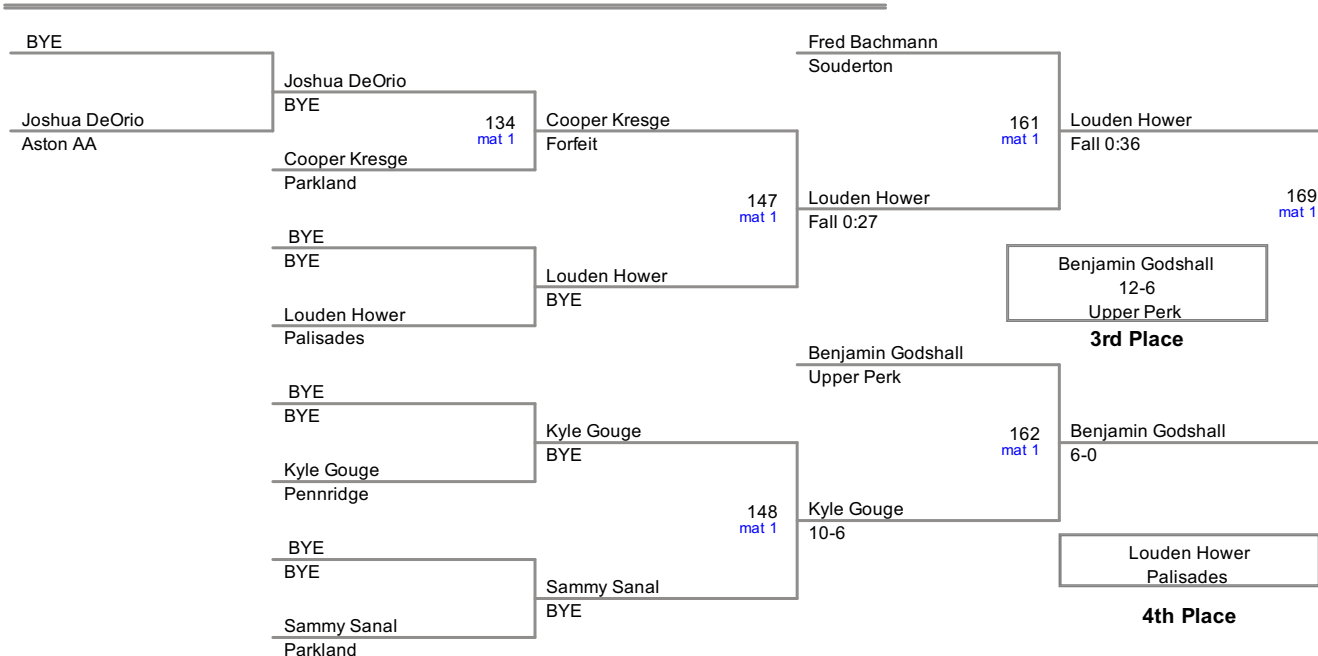 BYE
Joshua DeOrio
Aston AA
Joshua DeOrio
BYE
134
mat 1
Cooper Kresge
Parkland
Cooper Kresge
Forfeit
BYE
BYE
Louden Hower
Palisades
Louden Hower
BYE
147
mat 1
Louden Hower
Fall 0:27
Fred Bachmann
Souderton
161
mat 1
Louden Hower
Fall 0:36
169
mat 1
Benjamin Godshall
12-6
Upper Perk
3rd Place
BYE
BYE
Kyle Gouge
Pennridge
Kyle Gouge
BYE
BYE
BYE
Sammy Sanal
Parkland
Sammy Sanal
BYE
148
mat 1
Kyle Gouge
10-6
Benjamin Godshall
Upper Perk
162
mat 1
Benjamin Godshall
6-0
Louden Hower
Palisades
4th Place